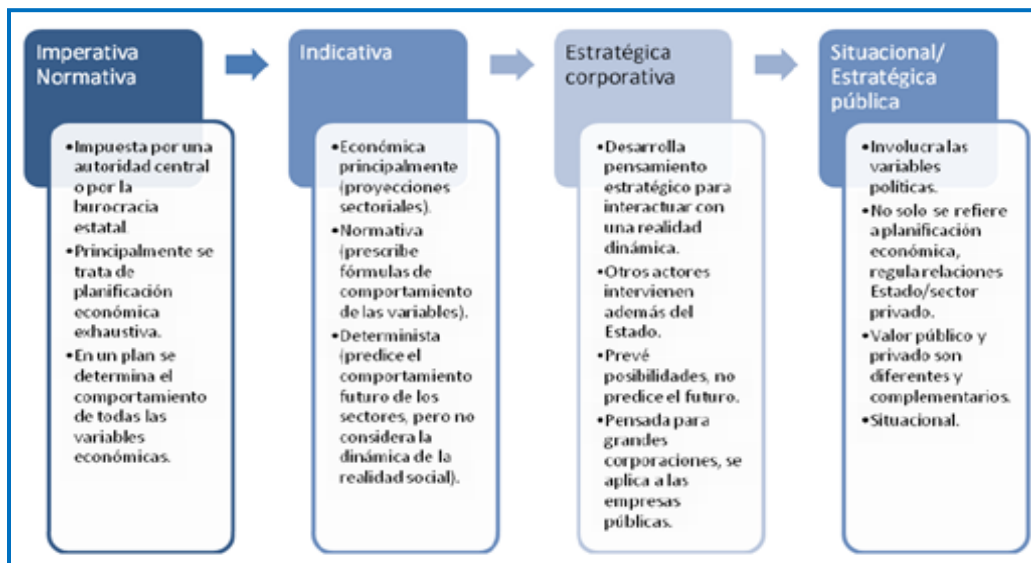 Imperativa
Normativa
•Impuesta por una
autoridad central
o por la
burocracia
estatal.
•Principalmente se
trata de
planificación
económica
exhaustiva.
•En un plan se
determina el
comportamiento
de todas las
variables
económicas.
Indicativa
•Económica
principalmente
(proyecciones
sectoriales).
•Normativa
(prescribe
fórmulas de
comportamiento
de las variables).
•Determinista
(predice el
comportamiento
futuro de los
sectores, pero no
considera la
dinámica de la
realidad social).
Estratégica
corporativa
•Desarrolla
pensamiento
estratégico para
interactuar con
una realidad
dinámica.
•Otros actores
intervienen
además del
Estado.
•Prevé
posibilidades, no
predice el futuro.
•Pensada para
grandes
corporaciones, se
aplica a las
empresas
públicas.
Situacional/
Estratégica
pública
•Involucra las
variables
políticas.
•No solo se refiere
a planificación
económica,
regula relaciones
Estado/sector
privado.
•Valor público y
privado son
diferentes y
complementarios.
•Situacional.